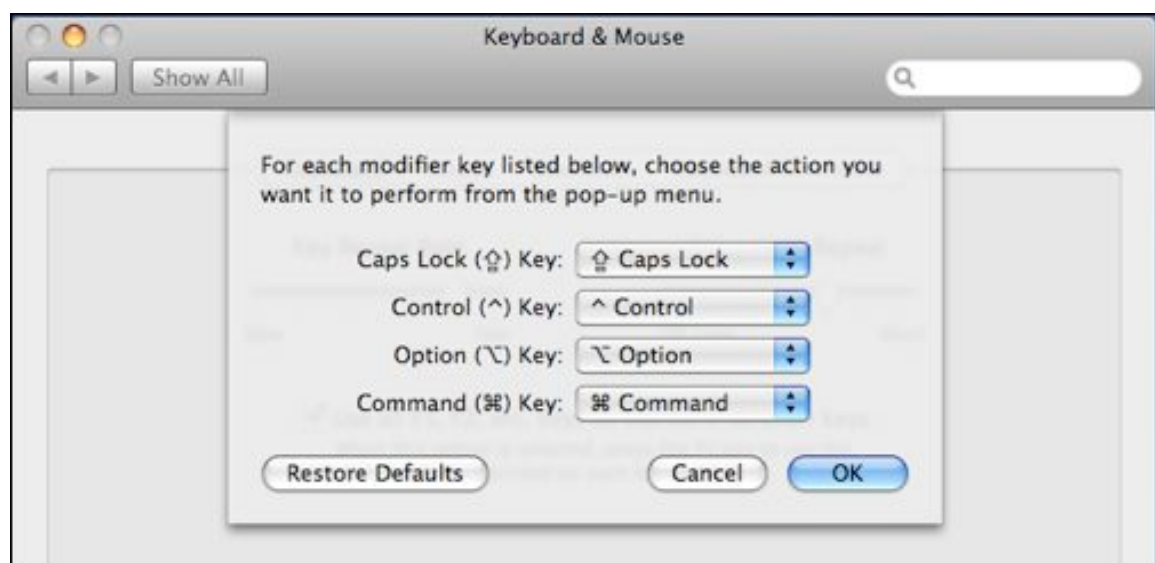 Keyboard & Mouse
Show All
For each modifier key listed below, choose the action you
want it to perform from the pop-up menu.
Caps Lock (⇪) Key: ⇪ Caps Lock
Control (^) Key: ^ Control
Option (⌥) Key: ⌥ Option
Command (⌘) Key: ⌘ Command
Restore Defaults Cancel OK